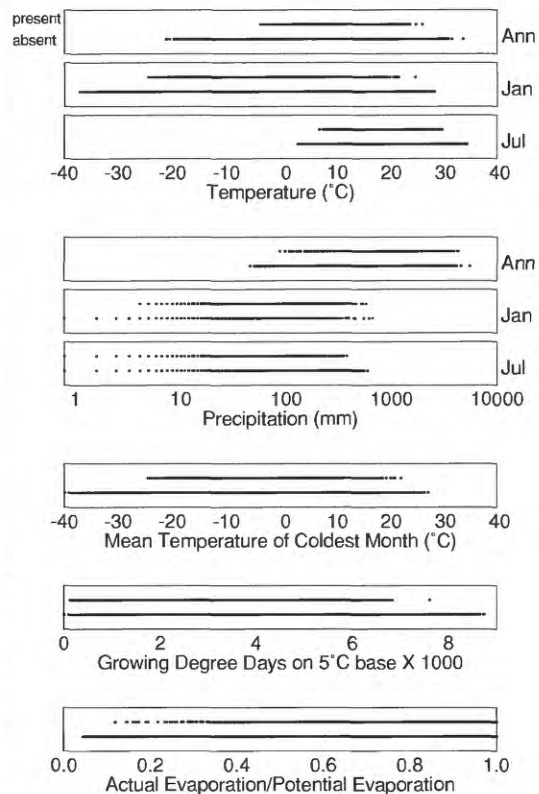 present
absent
Ann
Jan
Jul
-40 -30 -20 -10 0 10 20 30 40
Temperature (˚C)
Ann
Jan
Jul
1 10 100 1000 10000
Precipitation (mm)
-40 -30 -20 -10 0 10 20 30 40
Mean Temperature of Coldest Month (˚C)
0 2 4 6 8
Growing Degree Days on 5˚C base X 1000
0.0 0.2 0.4 0.6 0.8 1.0
Actual Evaporation/Potential Evaporation